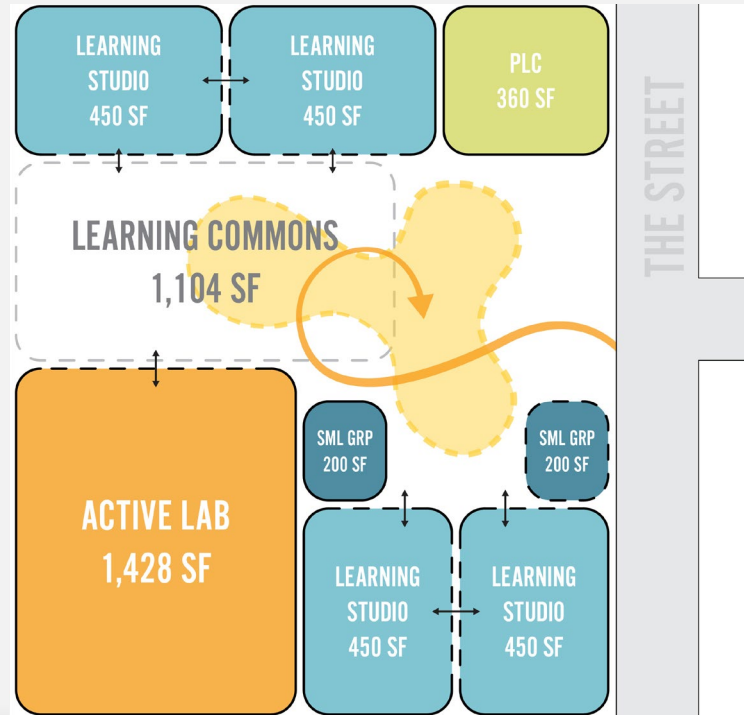 LEARNING
STUDIO
450 SF
LEARNING
STUDIO
450 SF
PLC
360 SF
THE STREET
LEARNING COMMONS
1,104 SF
SML GRP
200 SF
SML GRP
200 SF
ACTIVE LAB
1,428 SF
LEARNING
STUDIO
450 SF
LEARNING
STUDIO
450 SF